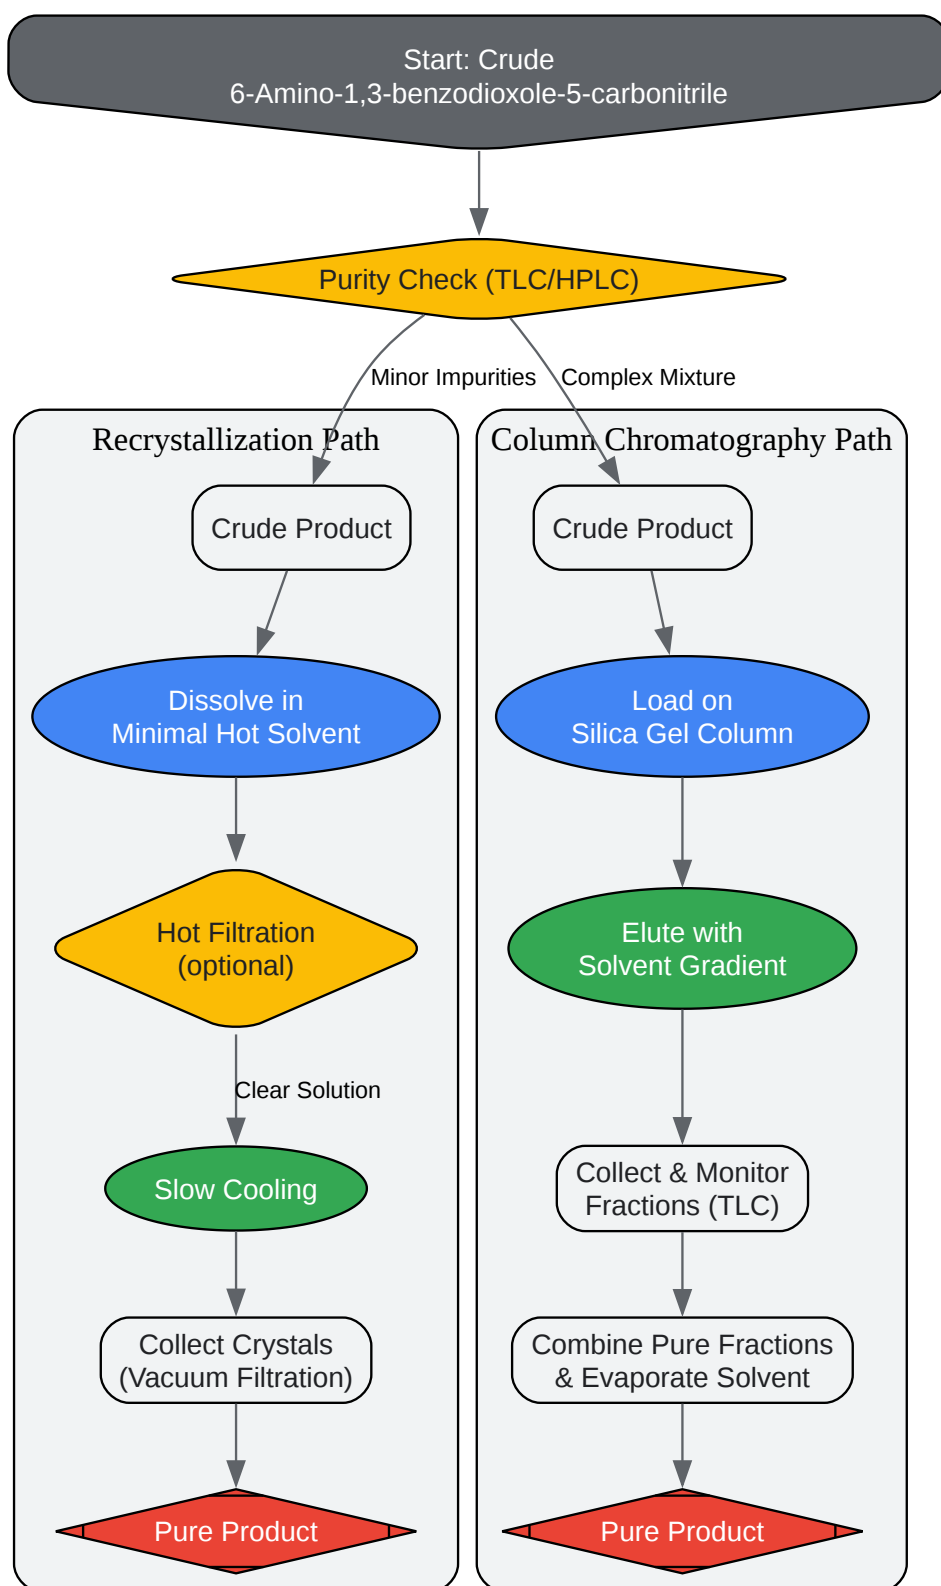 Start: Crude
6-Amino-1,3-benzodioxole-5-carbonitrile
Purity Check (TLC/HPLC)
Minor Impurities
Complex Mixture
Recrystallization Path
Crude Product
Dissolve in
Minimal Hot Solvent
Hot Filtration
(optional)
Clear Solution
Slow Cooling
Collect Crystals
(Vacuum Filtration)
Pure Product
Column Chromatography Path
Crude Product
Load on
Silica Gel Column
Elute with
Solvent Gradient
Collect & Monitor
Fractions (TLC)
Combine Pure Fractions
& Evaporate Solvent
Pure Product